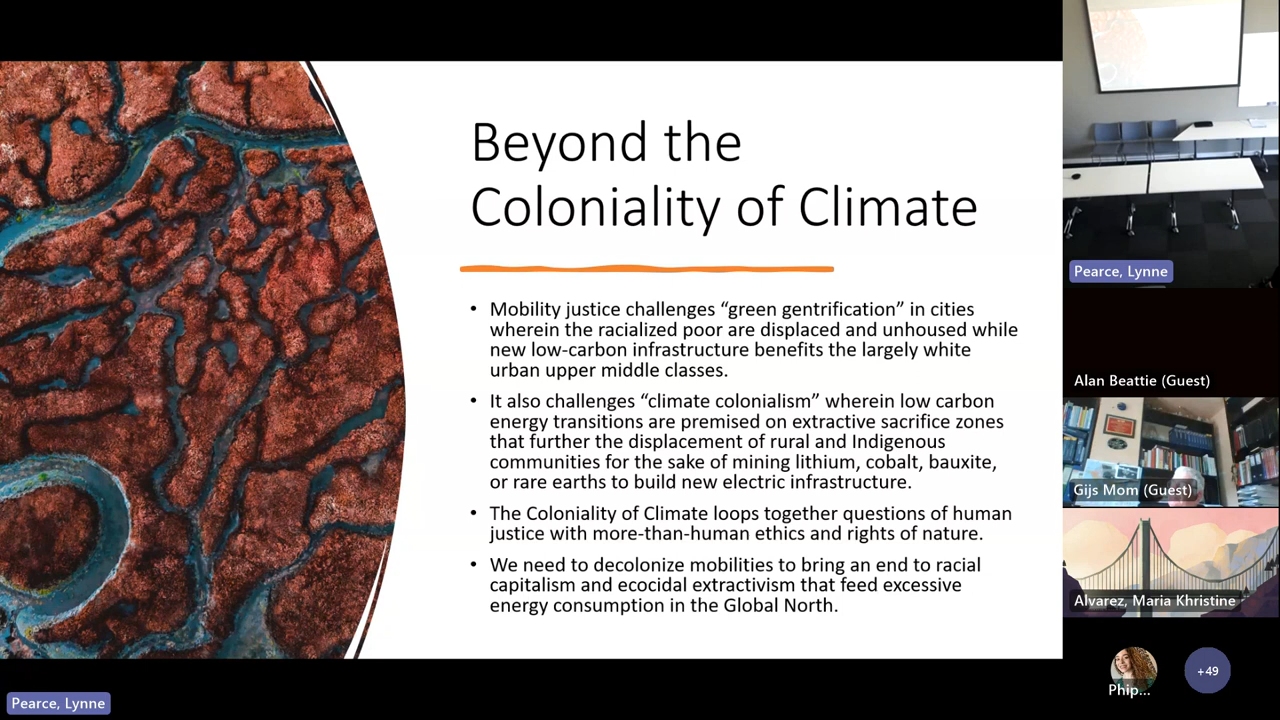 Beyond the
Coloniality of Climate
• Mobility justice challenges “green gentrification” in cities
wherein the racialized poor are displaced and unhoused while
new low-carbon infrastructure benefits the largely white
urban upper middle classes.
• It also challenges “climate colonialism” wherein low carbon
energy transitions are premised on extractive sacrifice zones
that further the displacement of rural and Indigenous
communities for the sake of mining lithium, cobalt, bauxite,
or rare earths to build new electric infrastructure.
• The Coloniality of Climate loops together questions of human
justice with more-than-human ethics and rights of nature.
• We need to decolonize mobilities to bring an end to racial
capitalism and ecocidal extractivism that feed excessive
energy consumption in the Global North.
Pearce, Lynne
Pearce, Lynne
Alan Beattie (Guest)
Gijs Mom (Guest)
Alvarez, Maria Khristine
Phip...
+49